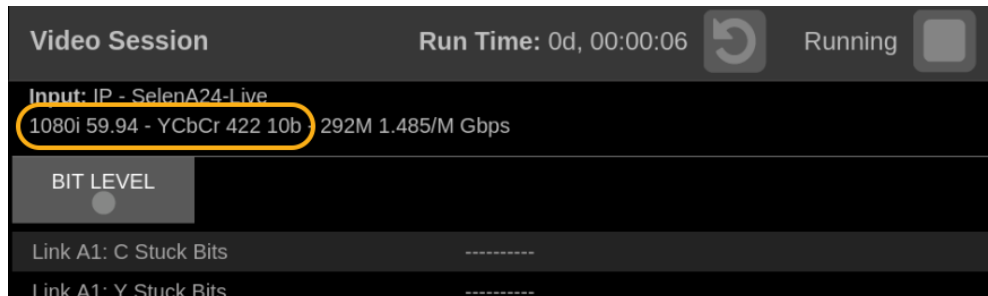 Video Session Run Time: 0d, 00:00:06 Running
Input: IP - SelenA24-Live
1080i 59.94 - YCbCr 422 10b - 292M 1.485/M Gbps
BIT LEVEL
Link A1: C Stuck Bits ----------
Link A1: Y Stuck Bits ----------